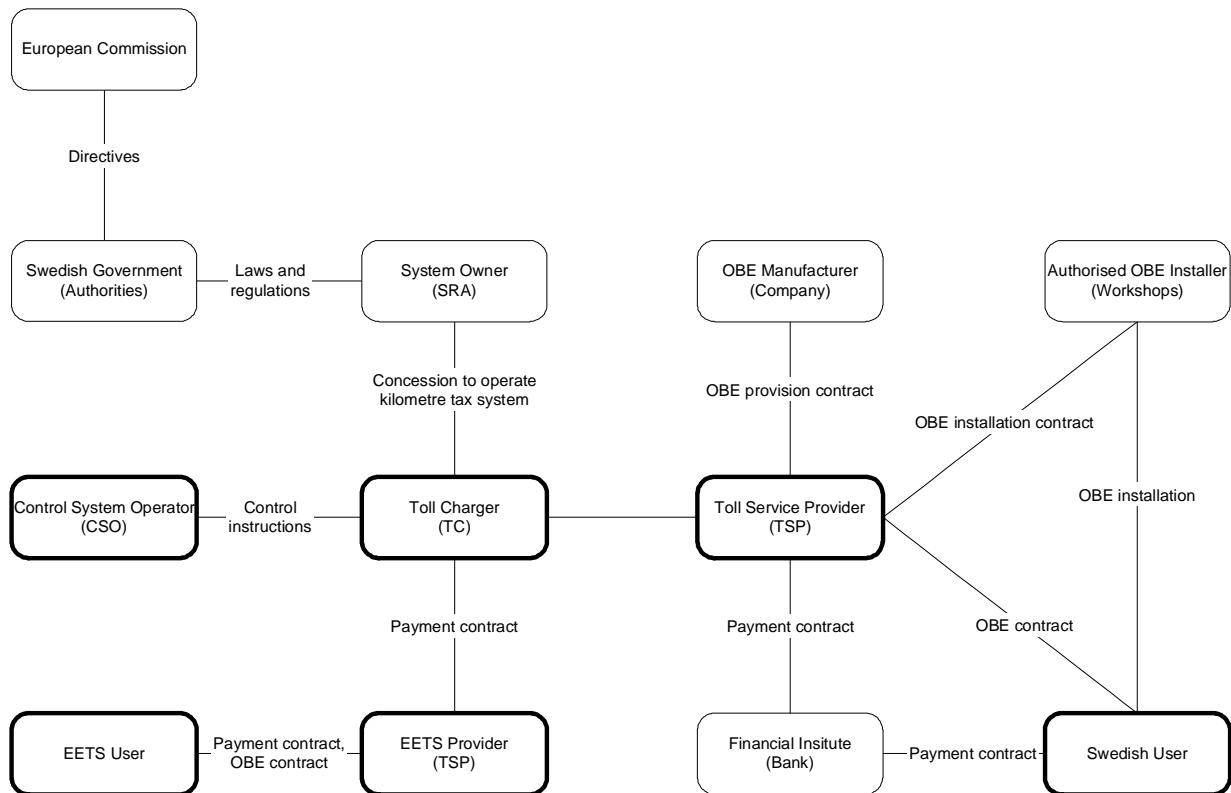 European Commission
Directives
Swedish Government
(Authorities)
Laws and
regulations
System Owner
(SRA)
OBE Manufacturer
(Company)
Authorised OBE Installer
(Workshops)
Concession to operate
kilometre tax system
OBE provision contract
OBE installation contract
OBE installation
Control System Operator
(CSO)
Control
instructions
Toll Charger
(TC)
Toll Service Provider
(TSP)
Payment contract
Payment contract
OBE contract
EETS User
Payment contract,
OBE contract
EETS Provider
(TSP)
Financial Insitute
(Bank)
Payment contract
Swedish User